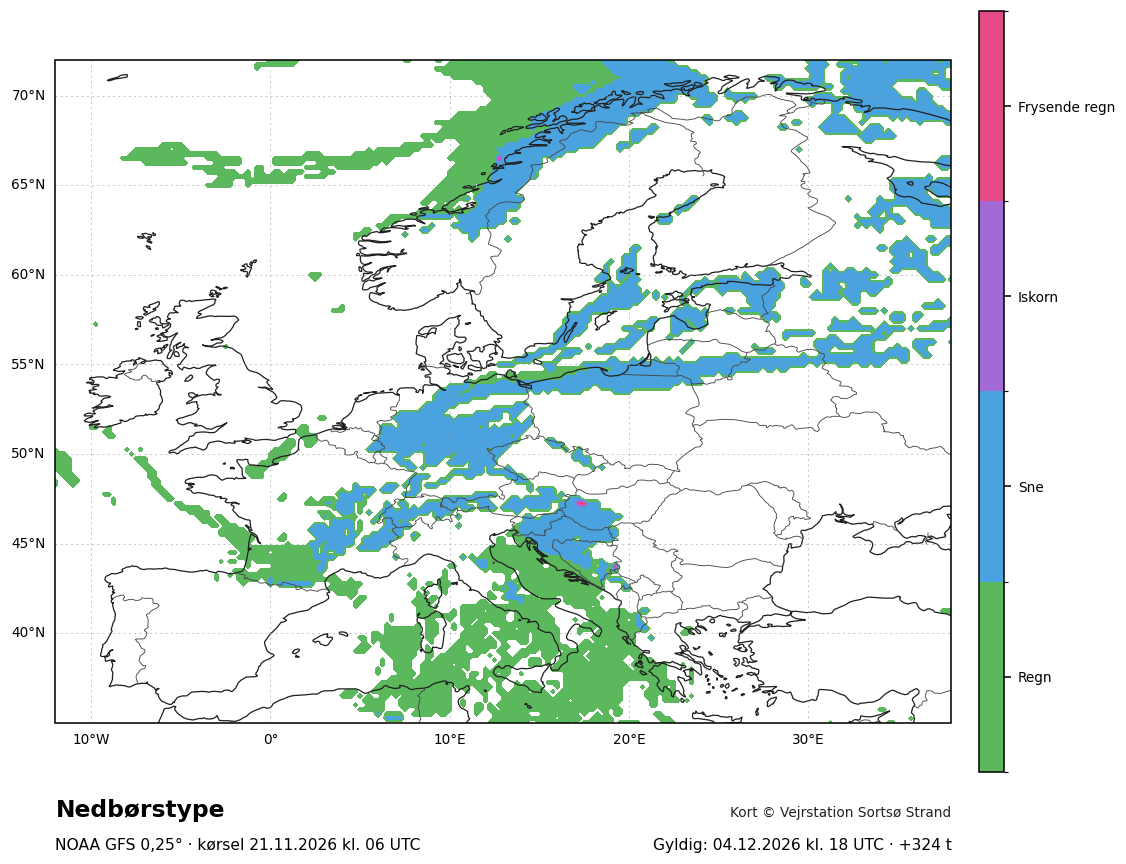 70°N
65°N
60°N
55°N
50°N
45°N
40°N
10°W
0°
10°E
20°E
30°E
Frysende regn
Iskorn
Sne
Regn
Nedbørstype
Kort © Vejrstation Sortsø Strand
NOAA GFS 0,25° · kørsel 21.11.2026 kl. 06 UTC
Gyldig: 04.12.2026 kl. 18 UTC · +324 t